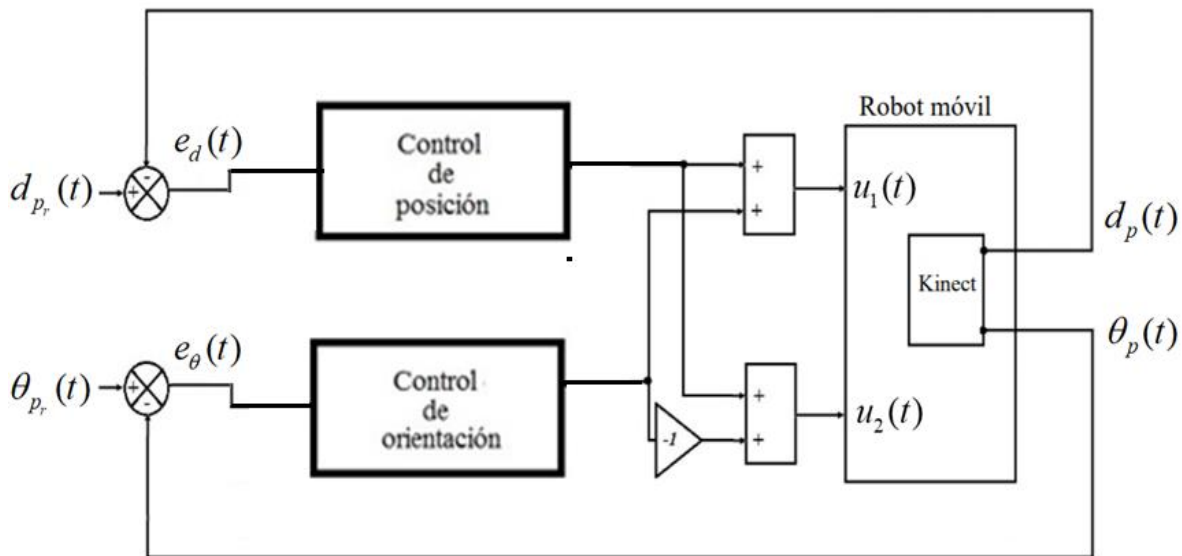 Robot móvil
e_d(t)
Control
de
posición
+
+
-
+
d_{p_r}(t)
u_1(t)
d_p(t)
Kinect
θ_p(t)
e_θ(t)
Control
de
orientación
θ_{p_r}(t)
+
-
-1
+
+
u_2(t)